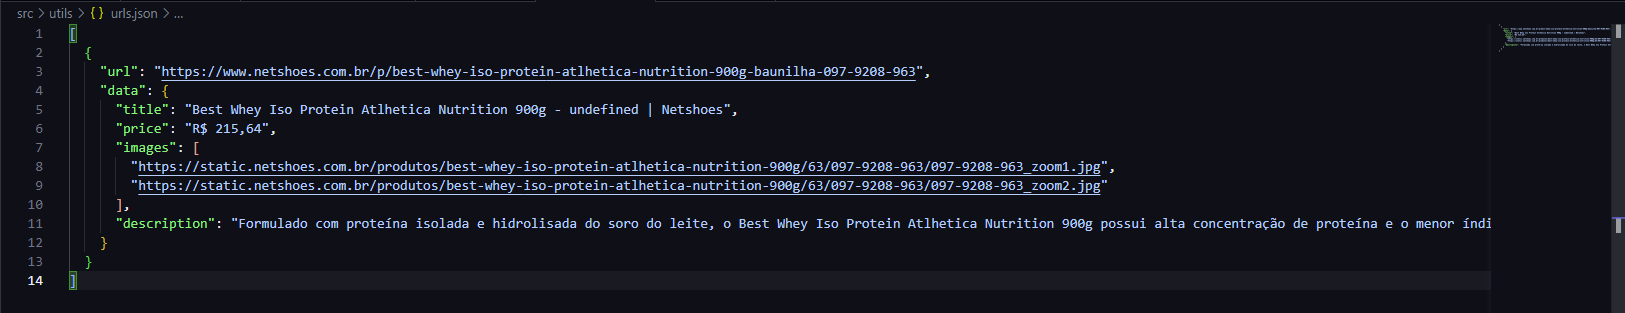 src > utils > {} urls.json > ...
1 [
2 {
3 "url": "https://www.netshoes.com.br/p/best-whey-iso-protein-atlhetica-nutrition-900g-baunilha-097-9208-963",
4 "data": {
5 "title": "Best Whey Iso Protein Atlhetica Nutrition 900g - undefined | Netshoes",
6 "price": "R$ 215,64",
7 "images": [
8 "https://static.netshoes.com.br/produtos/best-whey-iso-protein-atlhetica-nutrition-900g/63/097-9208-963/097-9208-963_zoom1.jpg",
9 "https://static.netshoes.com.br/produtos/best-whey-iso-protein-atlhetica-nutrition-900g/63/097-9208-963/097-9208-963_zoom2.jpg"
10 ],
11 "description": "Formulado com proteína isolada e hidrolisada do soro do leite, o Best Whey Iso Protein Atlhetica Nutrition 900g possui alta concentração de proteína e o menor índi
12 }
13 }
14 ]